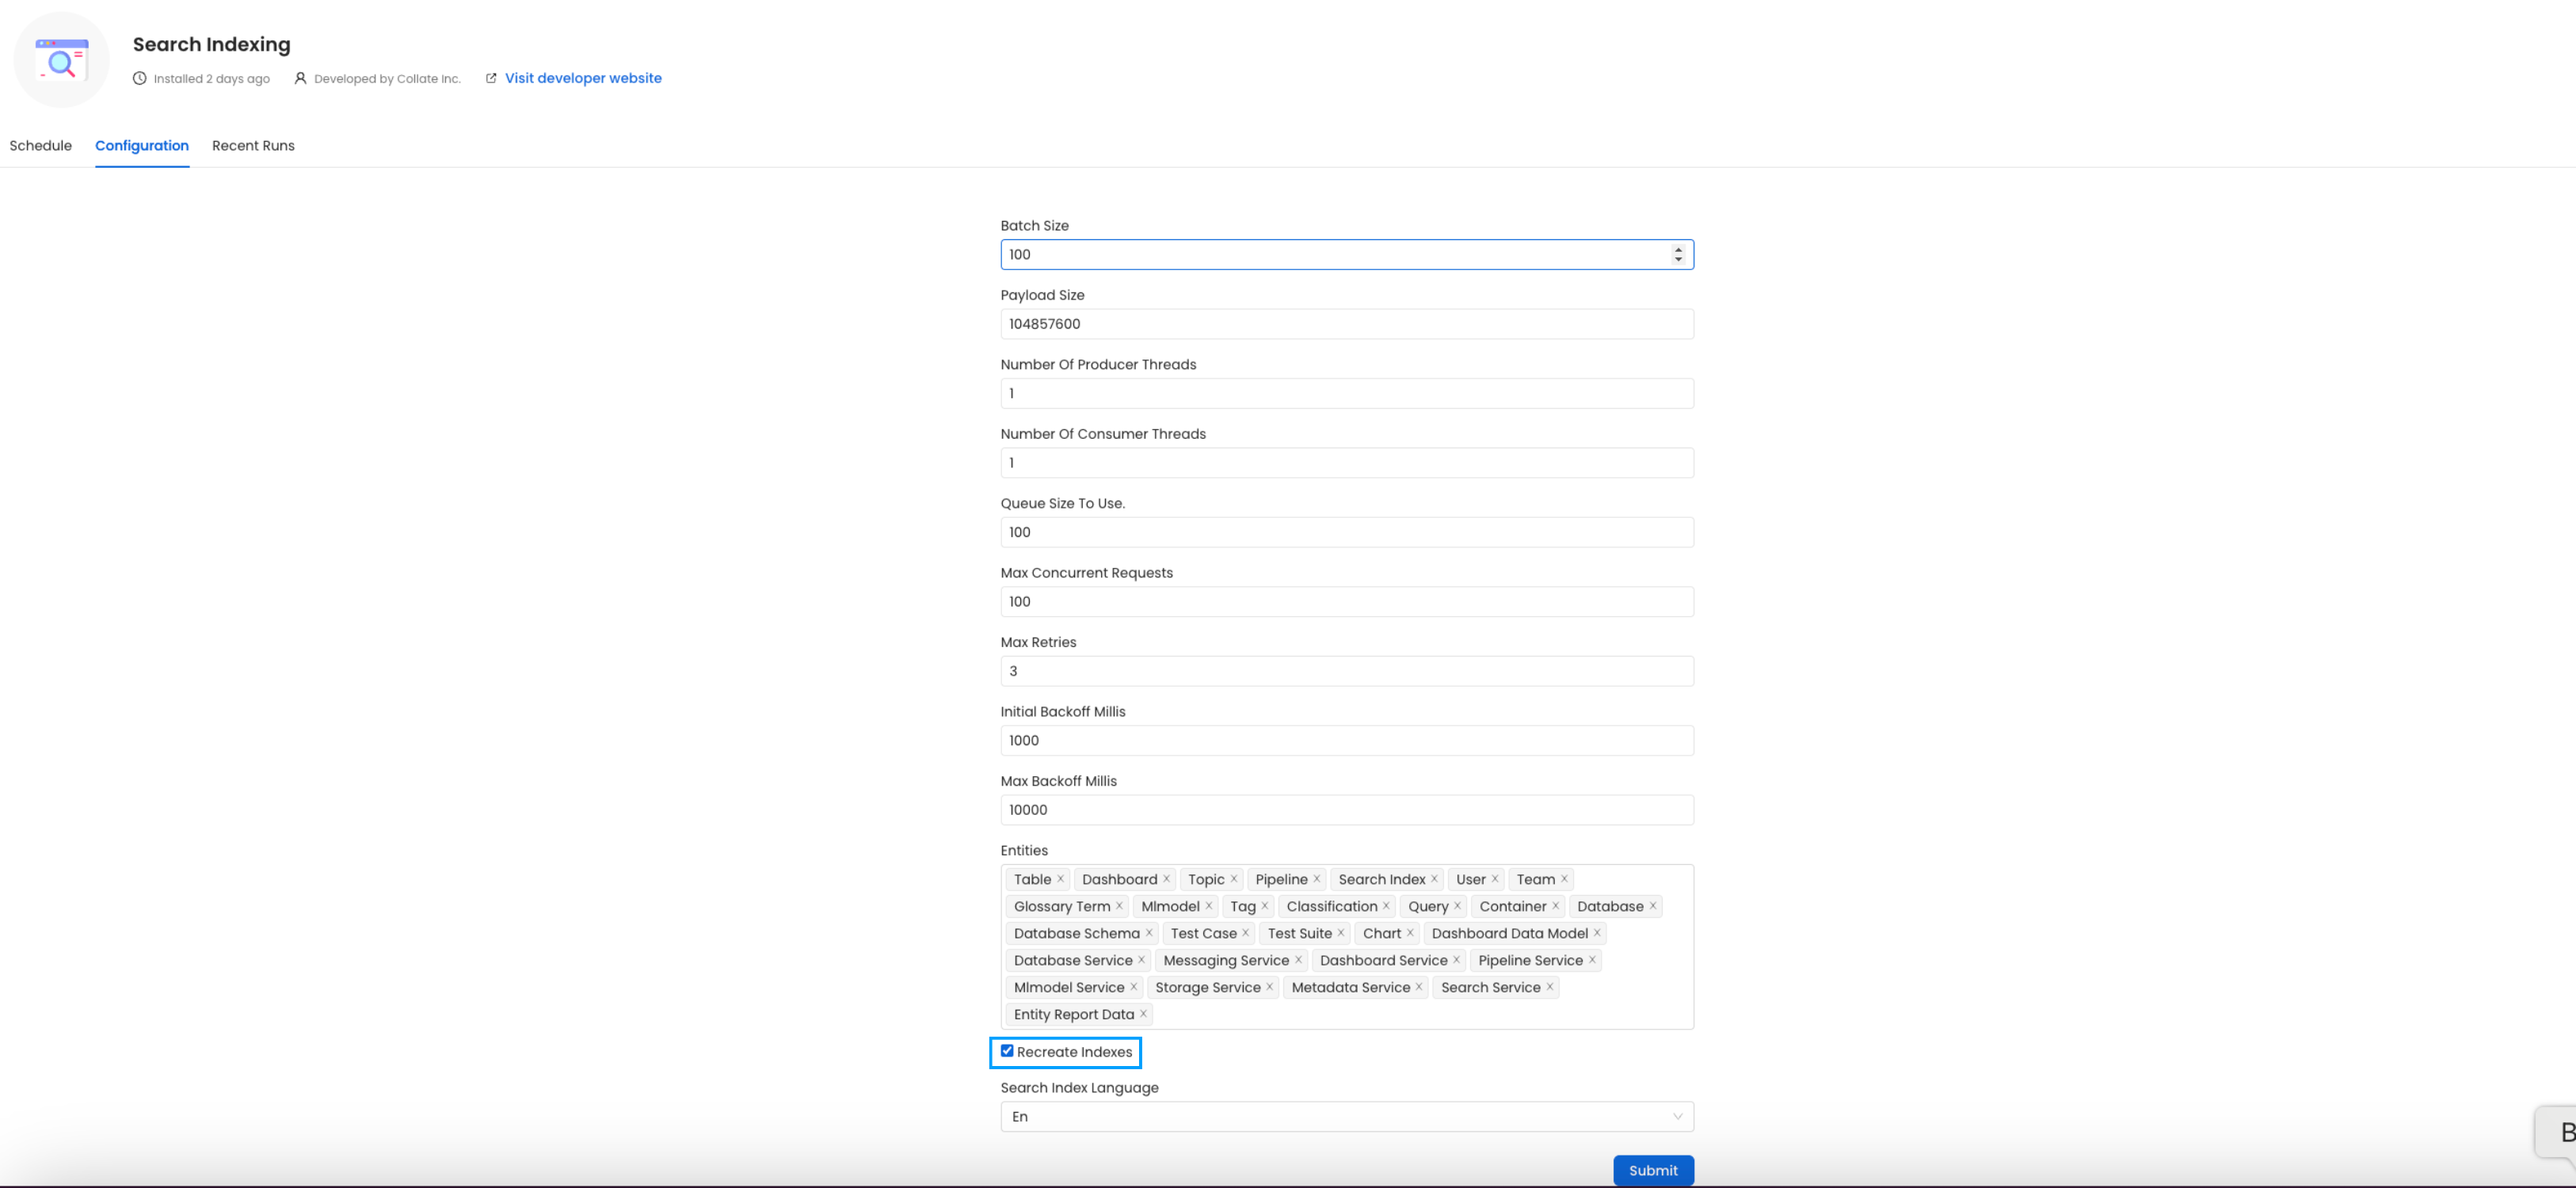 Search Indexing
Installed 2 days ago Developed by Collate Inc. Visit developer website
Schedule Configuration Recent Runs
Batch Size
100
Payload Size
104857600
Number Of Producer Threads
1
Number Of Consumer Threads
1
Queue Size To Use.
100
Max Concurrent Requests
100
Max Retries
3
Initial Backoff Millis
1000
Max Backoff Millis
10000
Entities
Table Dashboard Topic Pipeline Search Index User Team
Glossary Term Mlmodel Tag Classification Query Container Database
Database Schema Test Case Test Suite Chart Dashboard Data Model
Database Service Messaging Service Dashboard Service Pipeline Service
Mlmodel Service Storage Service Metadata Service Search Service
Entity Report Data
Recreate Indexes
Search Index Language
En
B
Submit